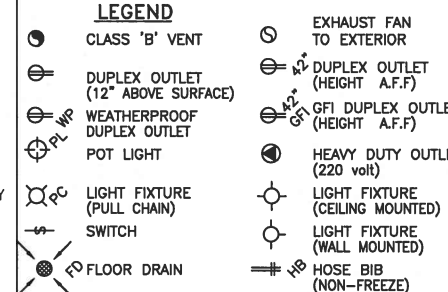 LEGEND
CLASS 'B' VENT
DUPLEX OUTLET
(12" ABOVE SURFACE)
WP
WEATHERPROOF
DUPLEX OUTLET
PL
POT LIGHT
Y
PC
LIGHT FIXTURE
(PULL CHAIN)
SWITCH
FD
FLOOR DRAIN
EXHAUST FAN
TO EXTERIOR
42"
DUPLEX OUTLET
(HEIGHT A.F.F)
42"
GFI
GFI DUPLEX OUTLE
(HEIGHT A.F.F)
HEAVY DUTY OUTLE
(220 volt)
LIGHT FIXTURE
(CEILING MOUNTED)
LIGHT FIXTURE
(WALL MOUNTED)
HB
HOSE BIB
(NON-FREEZE)